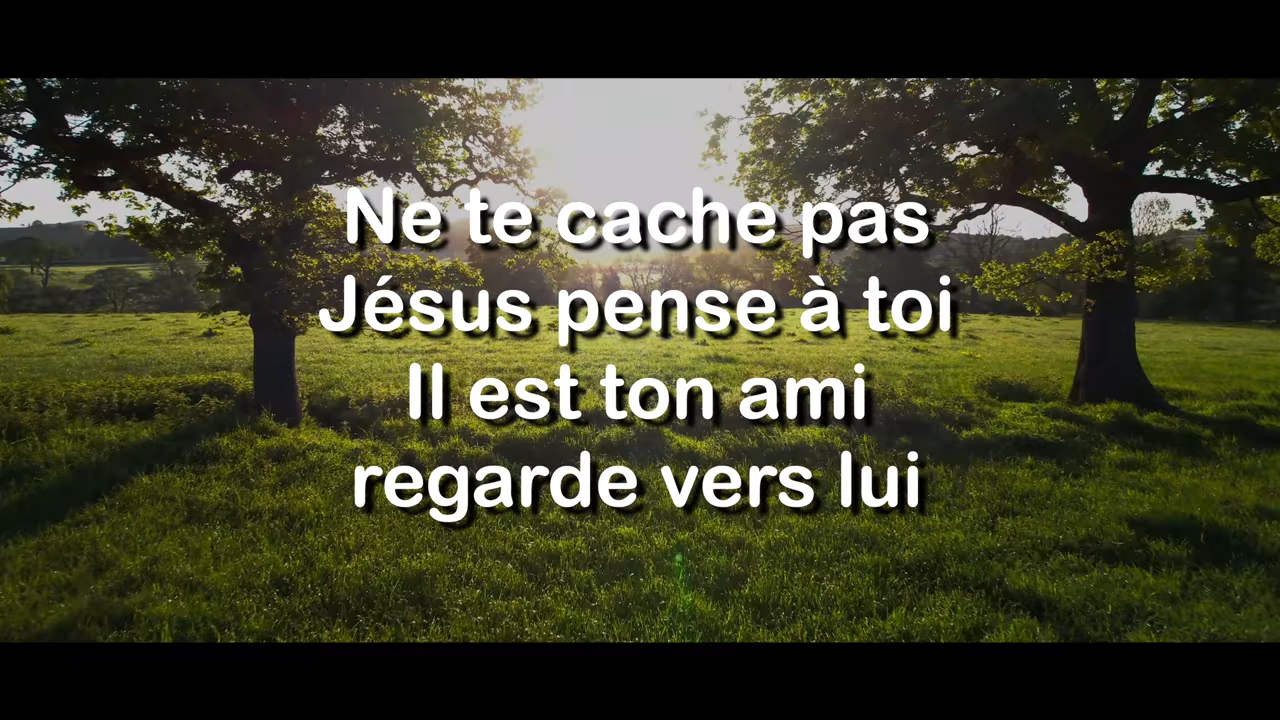 Ne te cache pas
Jésus pense à toi
Il est ton ami
regarde vers lui